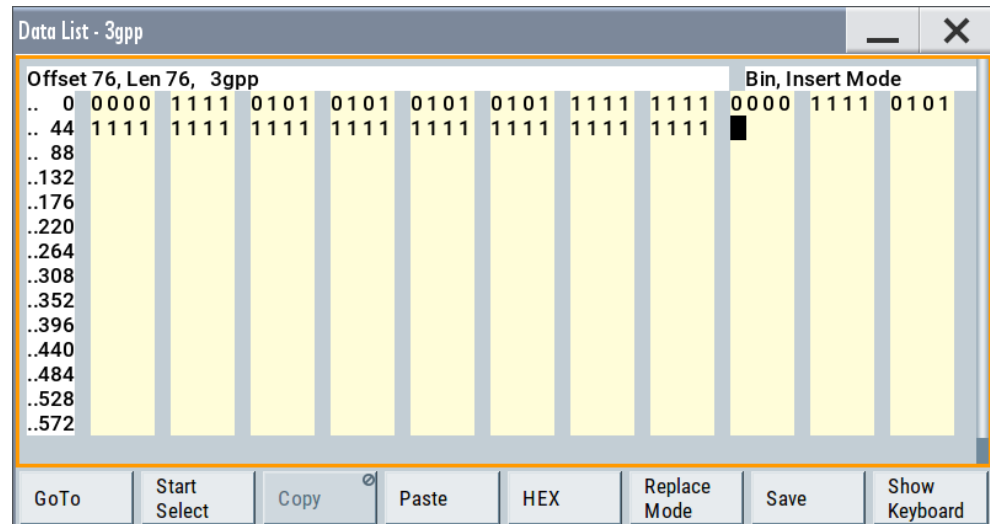 Data List - 3gpp
Offset 76, Len 76, 3gpp Bin, Insert Mode
.. 0 0000 1111 0101 0101 0101 0101 1111 1111 0000 1111 0101
.. 44 1111 1111 1111 1111 1111 1111 1111 1111
.. 88
..132
..176
..220
..264
..308
..352
..396
..440
..484
..528
..572
GoTo Start Select Copy Paste HEX Replace Mode Save Show Keyboard